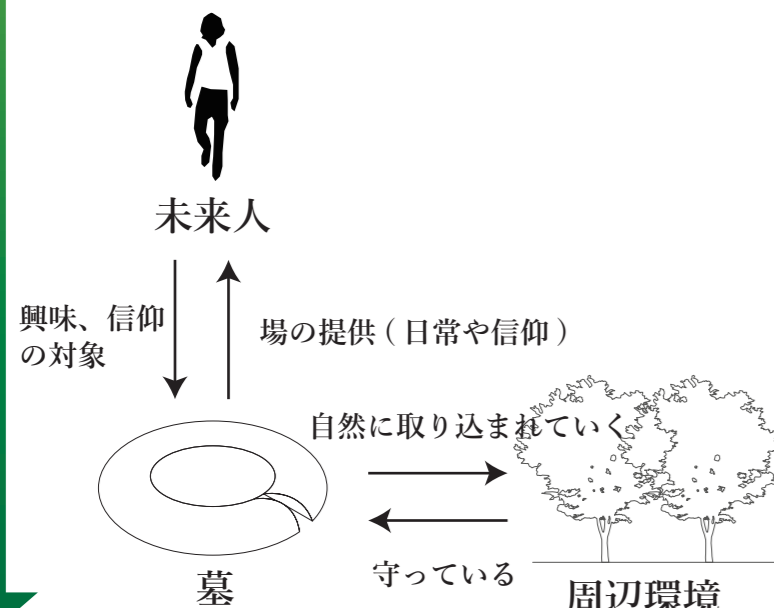 未来人
興味、信仰
の対象
場の提供 ( 日常や信仰 )
自然に取り込まれていく
守っている
墓
周辺環境